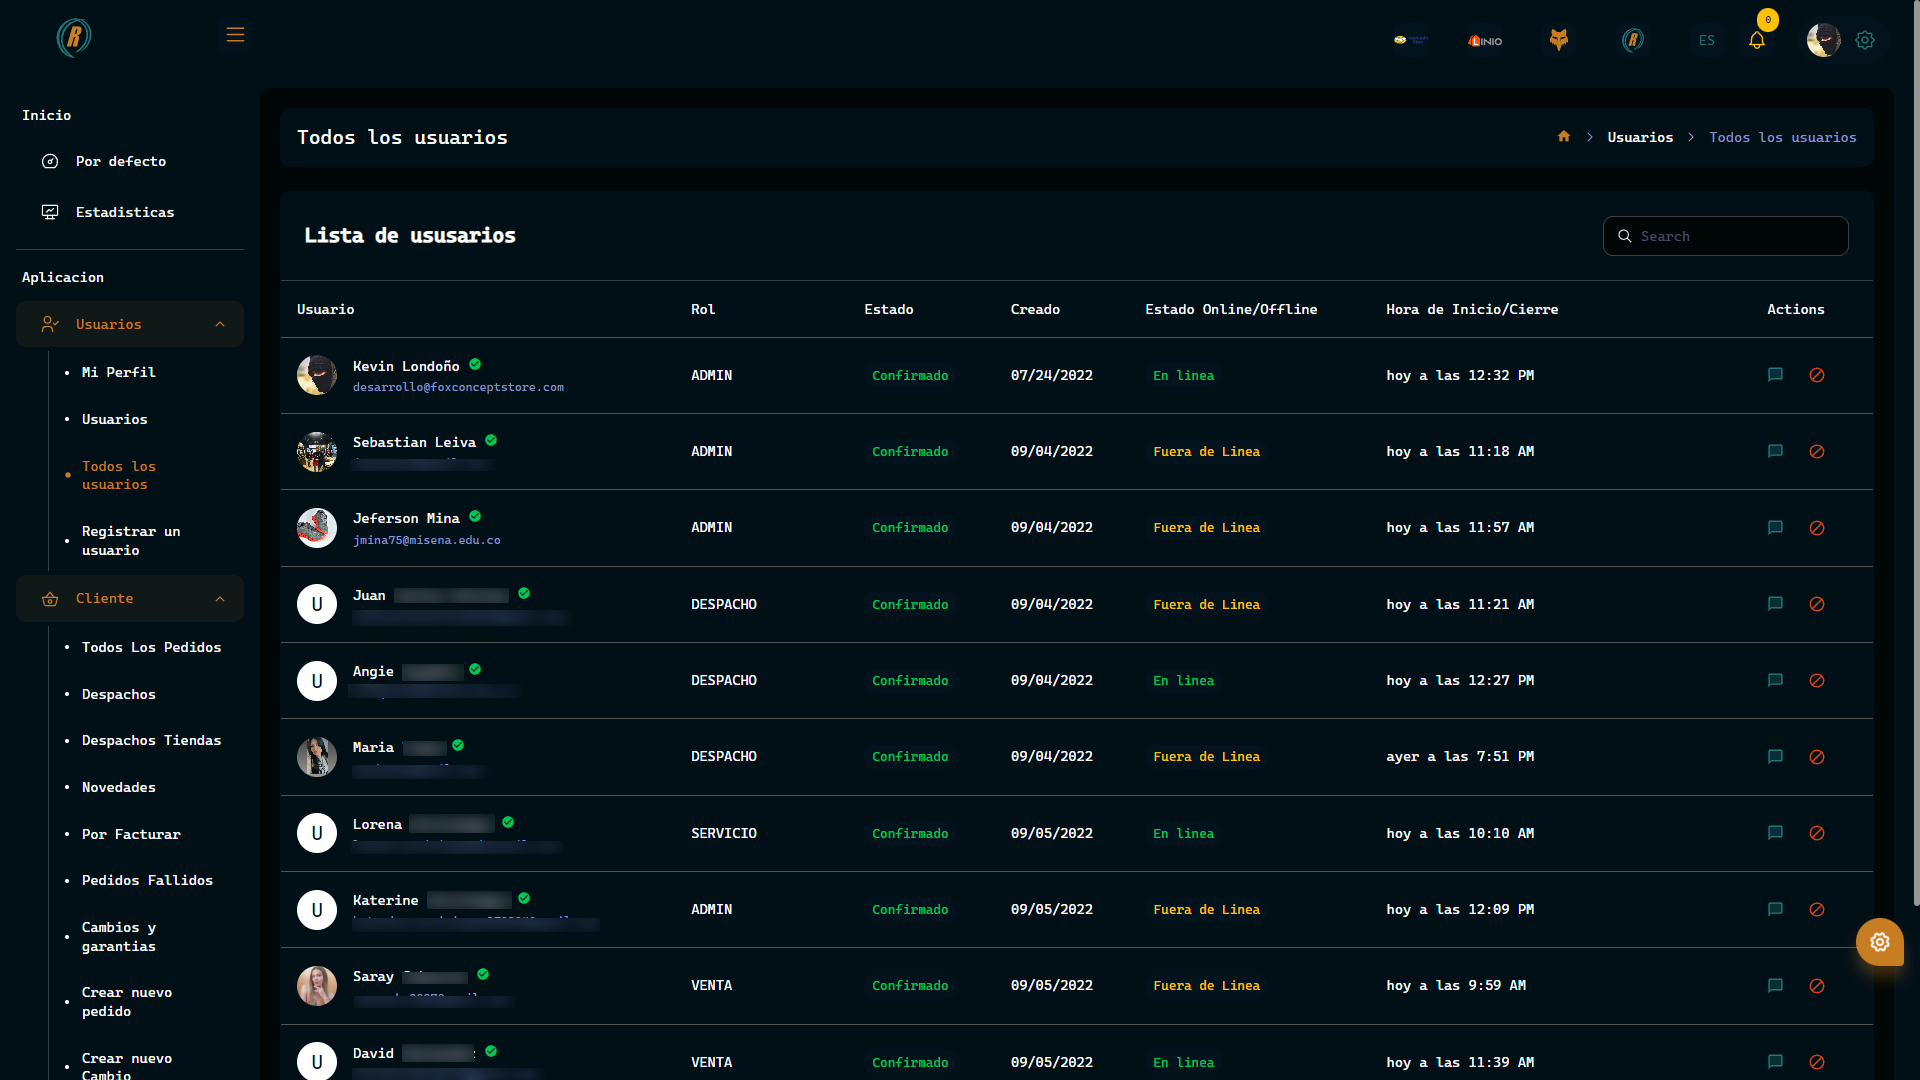 R
LINIO
R
ES
0
Inicio
Por defecto
Estadisticas
Aplicacion
Usuarios
Mi Perfil
Usuarios
Todos los
usuarios
Registrar un
usuario
Cliente
Todos Los Pedidos
Despachos
Despachos Tiendas
Novedades
Por Facturar
Pedidos Fallidos
Cambios y
garantias
Crear nuevo
pedido
Crear nuevo
Cambio
Todos los usuarios
Usuarios
Todos los usuarios
Lista de ususarios
Search
Usuario Rol Estado Creado Estado Online/Offline Hora de Inicio/Cierre Actions
Kevin Londoño
desarrollo@foxconceptstore.com
ADMIN Confirmado 07/24/2022 En linea hoy a las 12:32 PM
Sebastian Leiva
ADMIN Confirmado 09/04/2022 Fuera de Linea hoy a las 11:18 AM
Jeferson Mina
jmina75@misena.edu.co
ADMIN Confirmado 09/04/2022 Fuera de Linea hoy a las 11:57 AM
U Juan
DESPACHO Confirmado 09/04/2022 Fuera de Linea hoy a las 11:21 AM
U Angie
DESPACHO Confirmado 09/04/2022 En linea hoy a las 12:27 PM
Maria
DESPACHO Confirmado 09/04/2022 Fuera de Linea ayer a las 7:51 PM
U Lorena
SERVICIO Confirmado 09/05/2022 En linea hoy a las 10:10 AM
U Katerine
ADMIN Confirmado 09/05/2022 Fuera de Linea hoy a las 12:09 PM
Saray
VENTA Confirmado 09/05/2022 Fuera de Linea hoy a las 9:59 AM
U David
VENTA Confirmado 09/05/2022 En linea hoy a las 11:39 AM